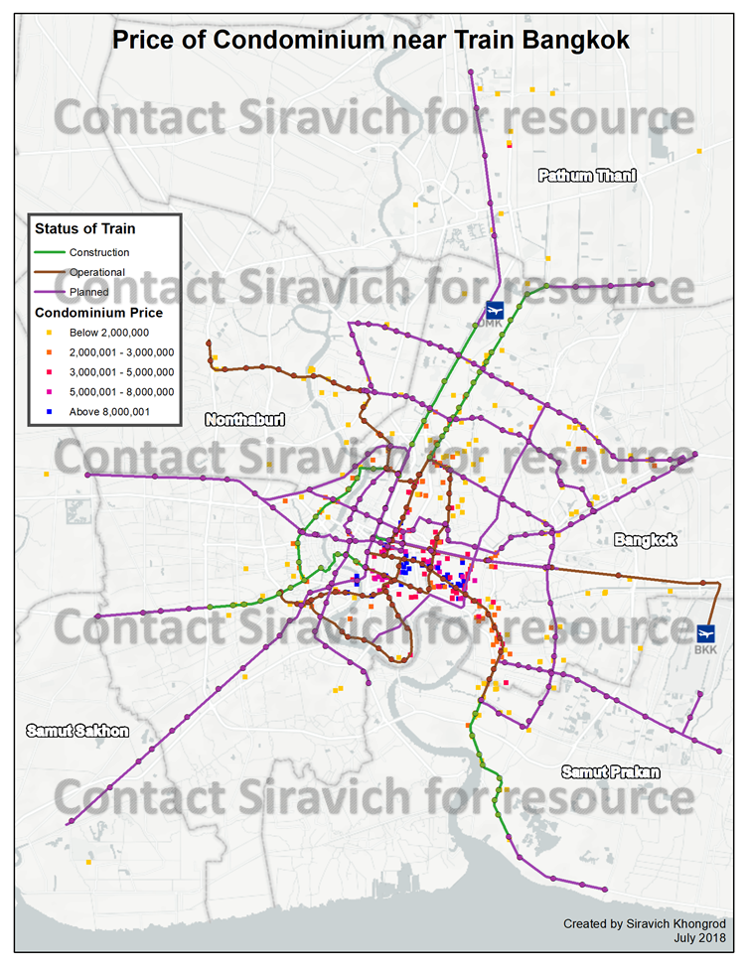 Price of Condominium near Train Bangkok
Contact Siravich for resource
Pathum Thani
Status of Train
Construction
Operational
Contact Siravich for resource
Planned
Condominium Price
DMK
Below 2,000,000
2,000,001 - 3,000,000
3,000,001 - 5,000,000
5,000,001 - 8,000,000
Above 8,000,001
Nonthaburi
Contact Siravich for resource
Bangkok
Contact Siravich for resource
BKK
Samut Sakhon
Samut Prakan
Contact Siravich for resource
Created by Siravich Khongrod
July 2018